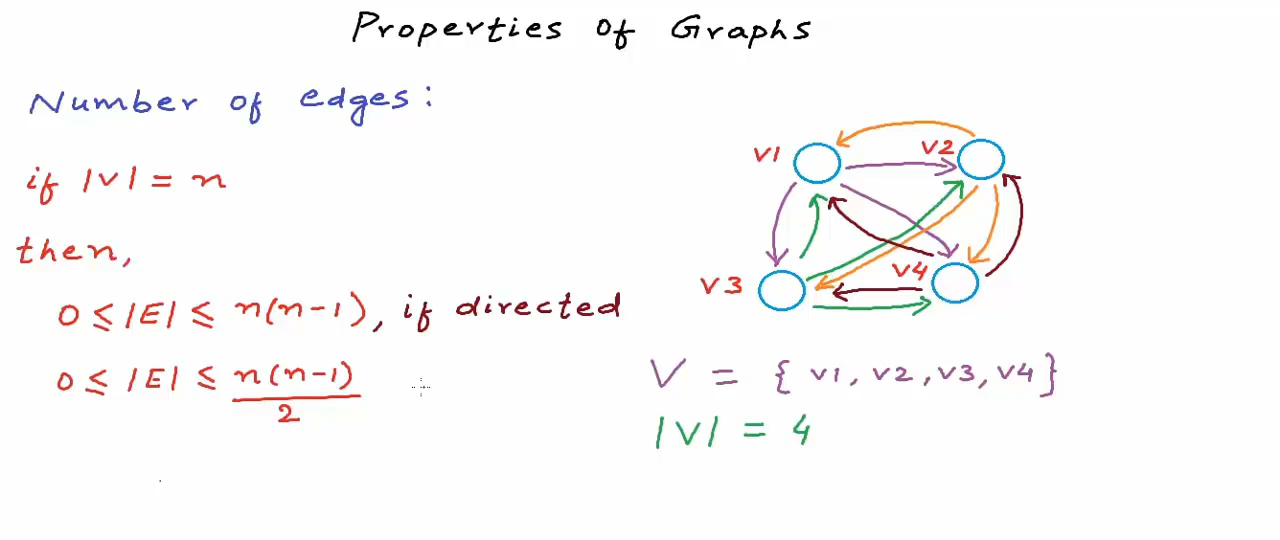 Properties of Graphs
Number of edges:
if |V| = n
then,
0 ≤ |E| ≤ n(n-1), if directed
0 ≤ |E| ≤ n(n-1)/2
v1
v2
v3
v4
V = { v1, v2, v3, v4 }
|V| = 4